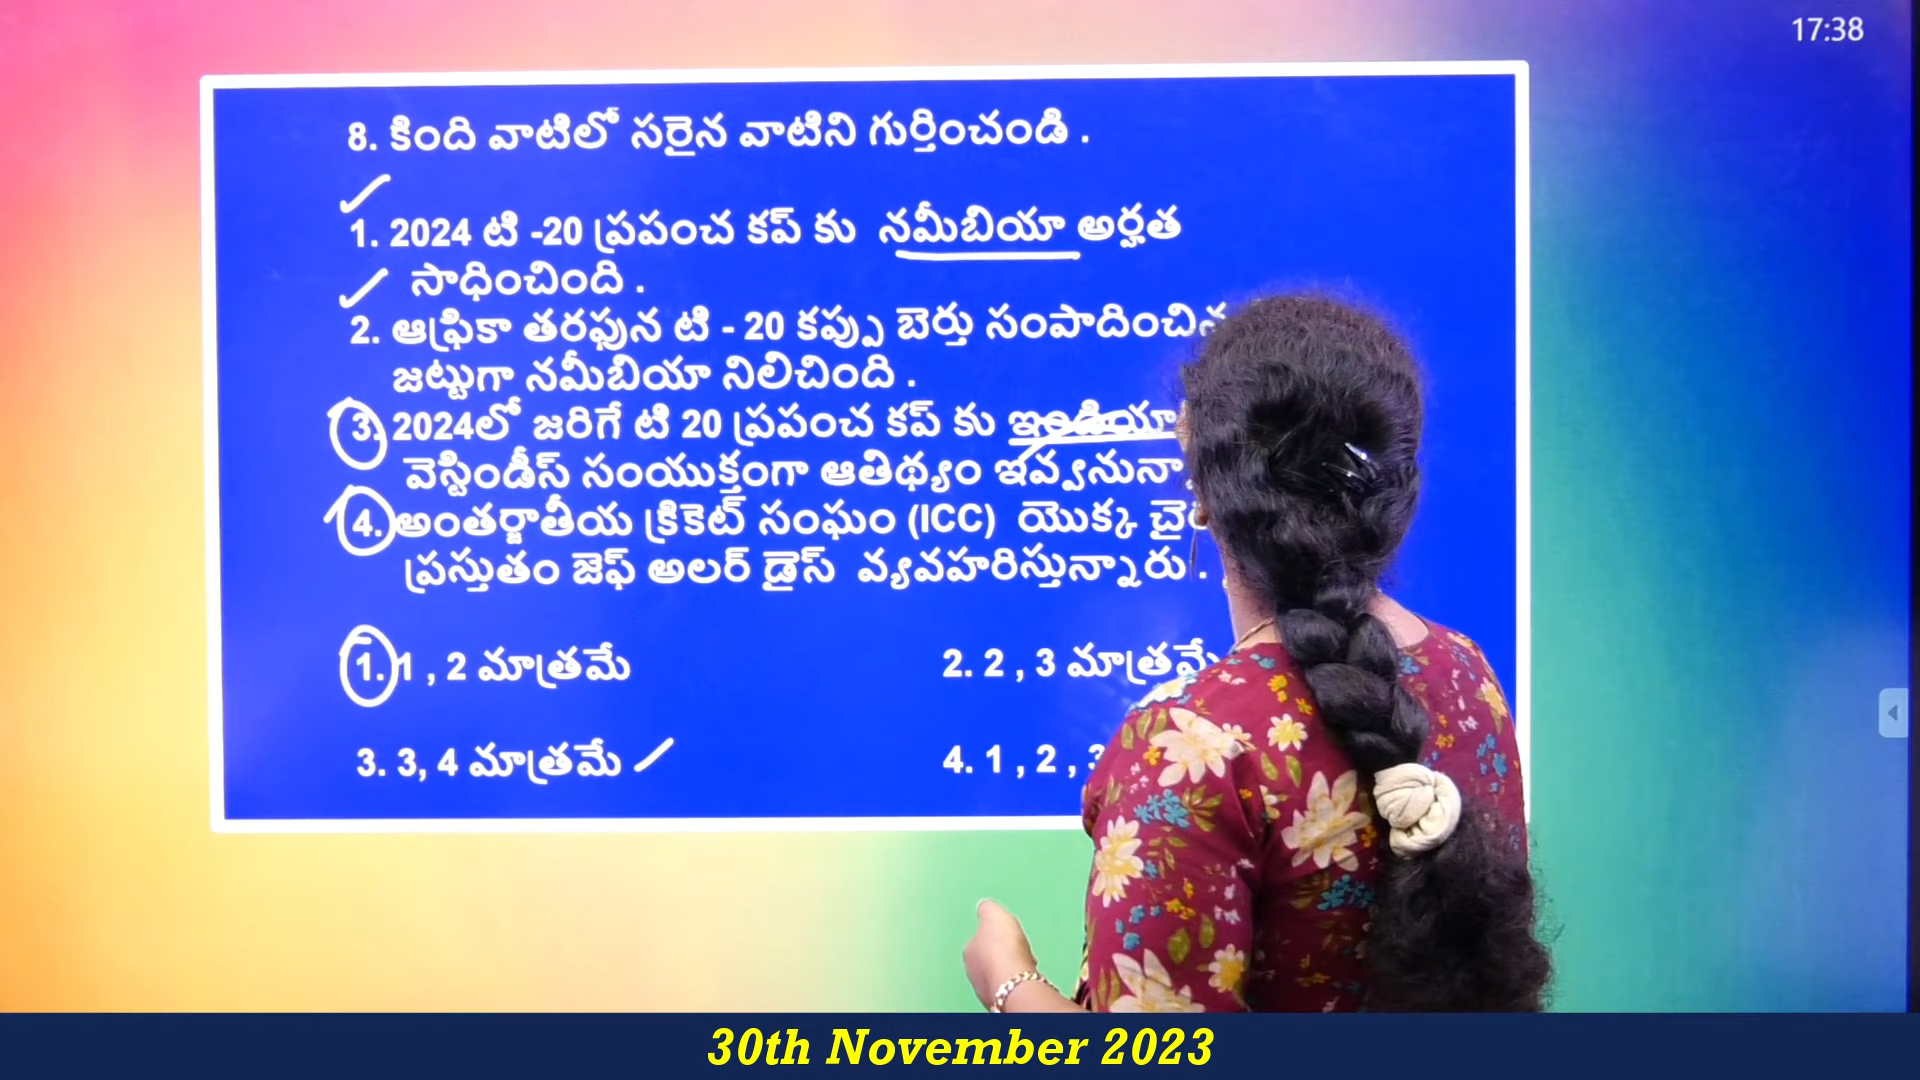 17:38
8. కింది వాటిలో సరైన వాటిని గుర్తించండి .
1. 2024 టి -20 ప్రపంచ కప్ కు నమీబియా అర్హత
సాధించింది .
2. ఆఫ్రికా తరఫున టి - 20 కప్పు బెర్తు సంపాదించిన
జట్టుగా నమీబియా నిలిచింది .
3. 2024లో జరిగే టి 20 ప్రపంచ కప్ కు ఇండియా
వెస్టిండీస్ సంయుక్తంగా ఆతిథ్యం
4. అంతర్జాతీయ క్రికెట్ సంఘం (ICC) యొక్క
ప్రస్తుతం జెఫ్ అలర్ డైస్ వ్యవహరిస్తున్నారు .
1. 1 , 2 మాత్రమే
2. 2 , 3 మాత్రమే
3. 3, 4 మాత్రమే
4. 1 , 2 , 3
30th November 2023